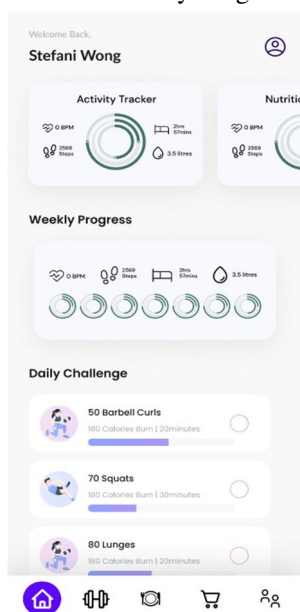 Welcome Back,
Stefani Wong
Activity Tracker
0 BPM
2hrs
57mins
2569
Steps
3.5 litres
Nutriti
0 BPM
2569
Steps
Weekly Progress
0 BPM
2569
Steps
2hrs
57mins
3.5 litres
Daily Challenge
50 Barbell Curls
180 Calories Burn | 20minutes
70 Squats
180 Calories Burn | 30minutes
80 Lunges
180 Calories Burn | 20minutes